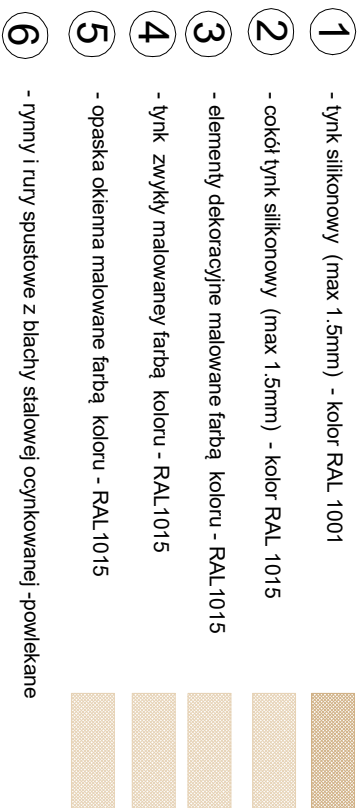 1 - tynk silikonowy (max 1.5mm) - kolor RAL 1001
2 - cokół tynk silikonowy (max 1.5mm) - kolor RAL 1015
3 - elementy dekoracyjne malowane farbą koloru - RAL1015
4 - tynk zwykły malowaney farbą koloru - RAL1015
5 - opaska okienna malowane farbą koloru - RAL1015
6 - rynny i rury spustowe z blachy stalowej ocynkowanej -powlekane